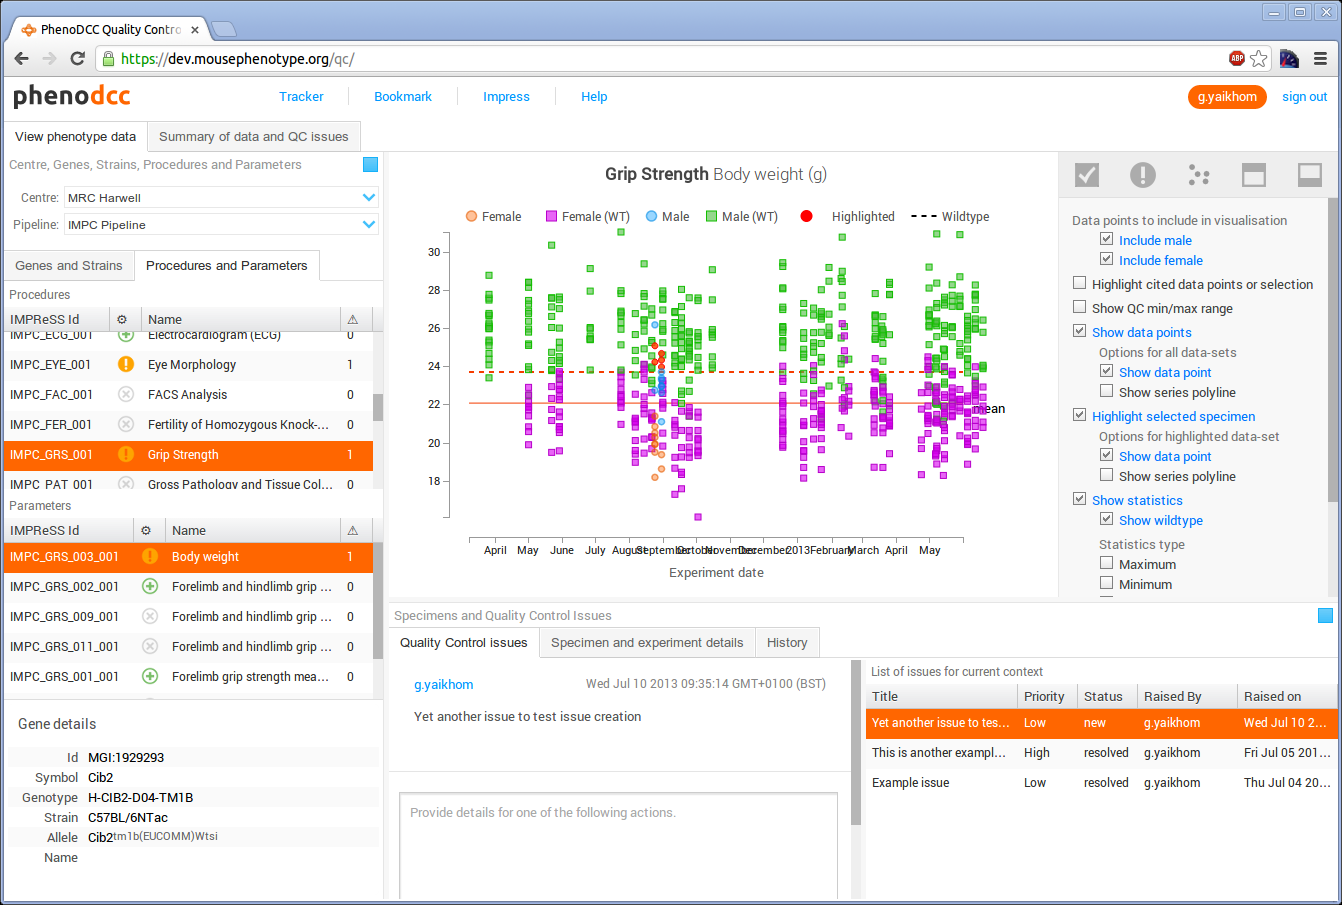 PhenoDCC Quality Contro
https://dev.mousephenotype.org/qc/
ABP
phenodcc
Tracker
Bookmark
Impress
Help
g.yaikhom
sign out
View phenotype data
Summary of data and QC issues
Centre, Genes, Strains, Procedures and Parameters
Centre: MRC Harwell
Pipeline: IMPC Pipeline
Genes and Strains
Procedures and Parameters
Procedures
IMPReSS Id Name
IMPC_ECG_001 Electrocardiogram (ECG) 0
IMPC_EYE_001 Eye Morphology 1
IMPC_FAC_001 FACS Analysis 0
IMPC_FER_001 Fertility of Homozygous Knock-... 0
IMPC_GRS_001 Grip Strength 1
IMPC_PAT_001 Gross Pathology and Tissue Col... 0
Parameters
IMPReSS Id Name
IMPC_GRS_003_001 Body weight 1
IMPC_GRS_002_001 Forelimb and hindlimb grip ... 0
IMPC_GRS_009_001 Forelimb and hindlimb grip ... 0
IMPC_GRS_011_001 Forelimb and hindlimb grip ... 0
IMPC_GRS_001_001 Forelimb grip strength mea... 0
Gene details
Id MGI:1929293
Symbol Cib2
Genotype H-CIB2-D04-TM1B
Strain C57BL/6NTac
Allele Cib2tm1b(EUCOMM)Wtsi
Name
Grip Strength Body weight (g)
Female Female (WT) Male Male (WT) Highlighted Wildtype
30
28
26
24
22
20
18
mean
April May June July August September October November December 2013 February March April May
Experiment date
Data points to include in visualisation
Include male
Include female
Highlight cited data points or selection
Show QC min/max range
Show data points
Options for all data-sets
Show data point
Show series polyline
Highlight selected specimen
Options for highlighted data-set
Show data point
Show series polyline
Show statistics
Show wildtype
Statistics type
Maximum
Minimum
Specimens and Quality Control Issues
Quality Control issues
Specimen and experiment details
History
g.yaikhom Wed Jul 10 2013 09:35:14 GMT+0100 (BST)
Yet another issue to test issue creation
Provide details for one of the following actions.
List of issues for current context
Title Priority Status Raised By Raised on
Yet another issue to tes... Low new g.yaikhom Wed Jul 10 2...
This is another exampl... High resolved g.yaikhom Fri Jul 05 201...
Example issue Low resolved g.yaikhom Thu Jul 04 201...